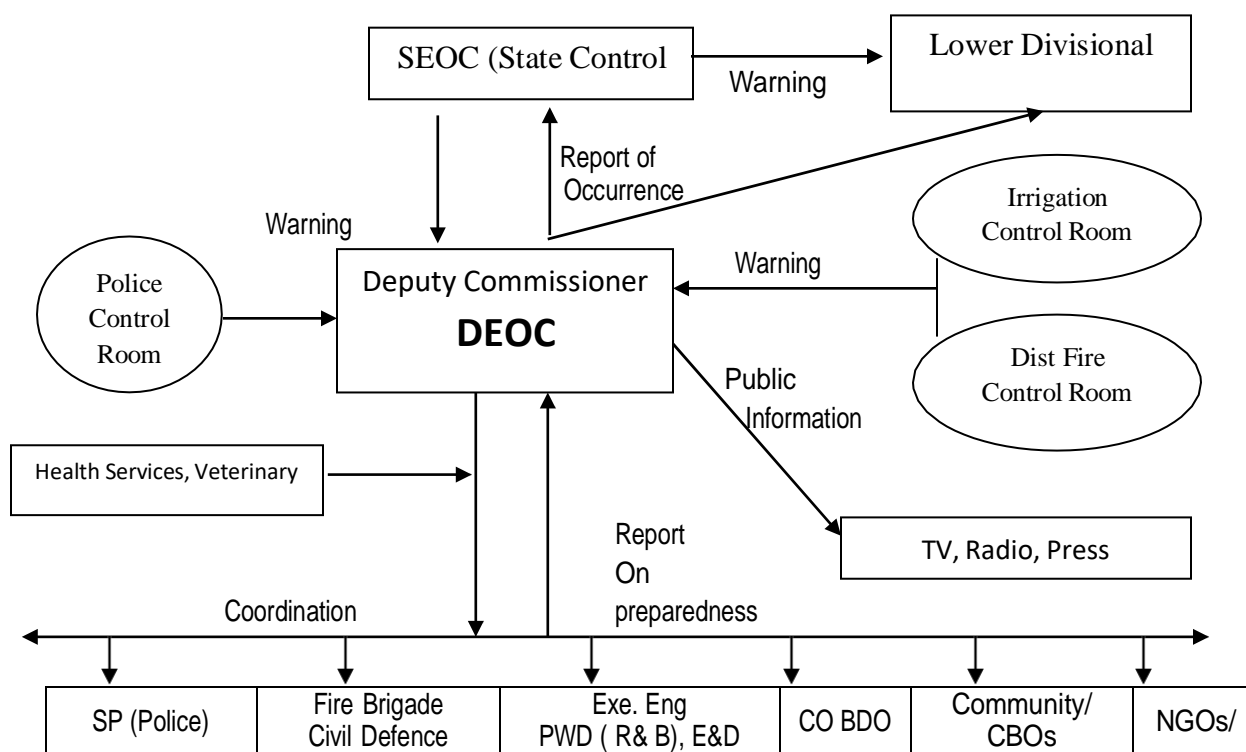 SEOC (State Control
Lower Divisional
Warning
Report of
Occurrence
Irrigation
Control Room
Warning
Police
Control
Room
Deputy Commissioner
DEOC
Warning
Dist Fire
Control Room
Public
Information
Health Services, Veterinary
TV, Radio, Press
Report
On
preparedness
Coordination
SP (Police)
Fire Brigade
Civil Defence
Exe. Eng
PWD ( R& B), E&D
CO BDO
Community/
CBOs
NGOs/